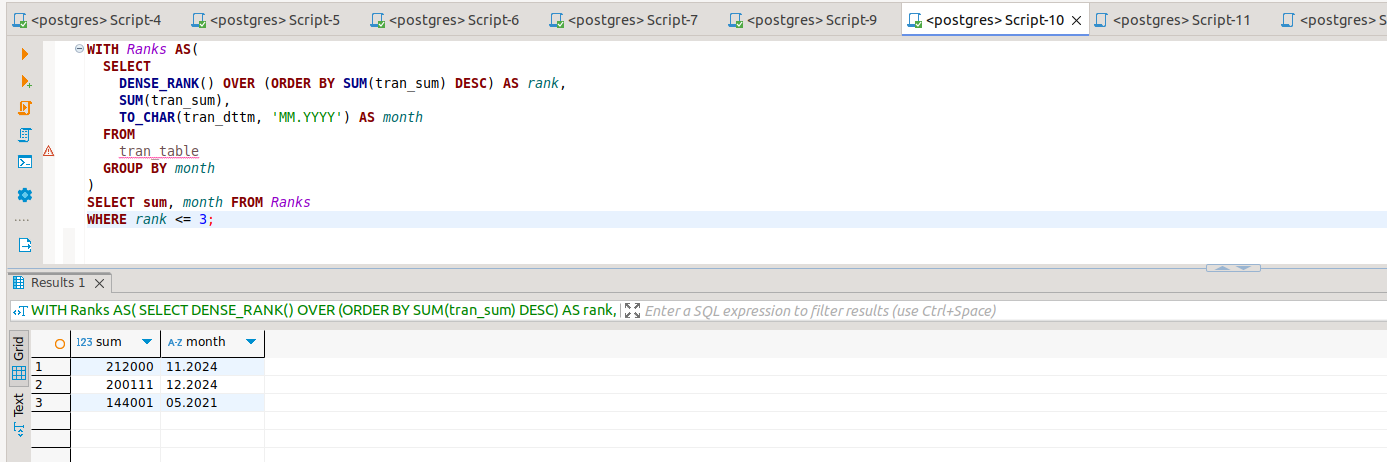 <postgres> Script-4
<postgres> Script-5
<postgres> Script-6
<postgres> Script-7
<postgres> Script-9
<postgres> Script-10
<postgres> Script-11
<postgres> S
WITH Ranks AS(
SELECT
DENSE_RANK() OVER (ORDER BY SUM(tran_sum) DESC) AS rank,
SUM(tran_sum),
TO_CHAR(tran_dttm, 'MM.YYYY') AS month
FROM
tran_table
GROUP BY month
)
SELECT sum, month FROM Ranks
WHERE rank <= 3;
Results 1
WITH Ranks AS( SELECT DENSE_RANK() OVER (ORDER BY SUM(tran_sum) DESC) AS rank, Enter a SQL expression to filter results (use Ctrl+Space)
Grid
Text
123 sum A-Z month
1 212000 11.2024
2 200111 12.2024
3 144001 05.2021